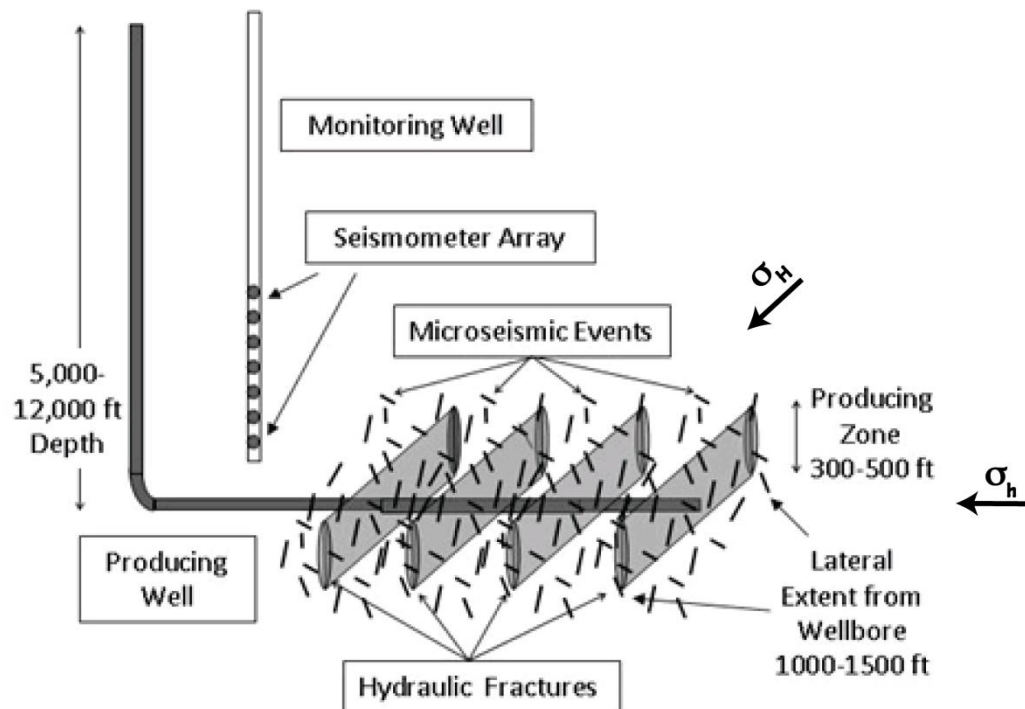 Monitoring Well
Seismometer Array
σH
Microseismic Events
5,000-
12,000 ft
Depth
Producing
Zone
300-500 ft
σh
Producing
Well
Lateral
Extent from
Wellbore
1000-1500 ft
Hydraulic Fractures